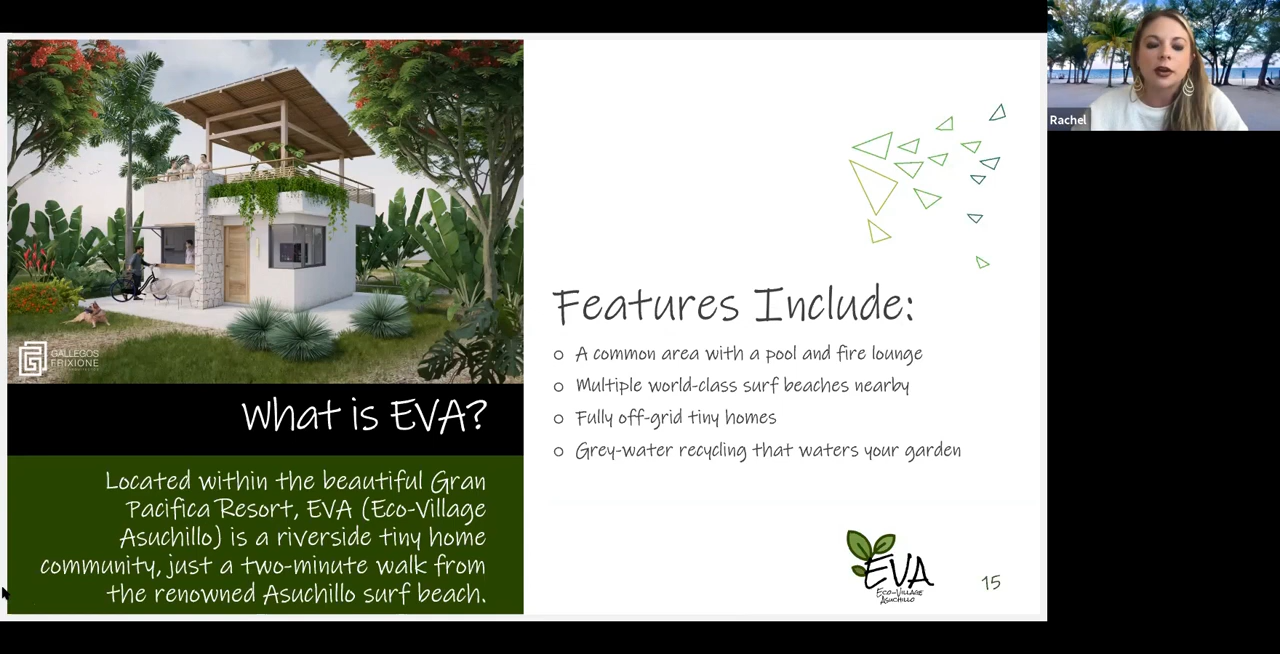 Rachel
GALLEGOS
FRIXIONE
What is EVA?
Located within the beautiful Gran
Pacifica Resort, EVA (Eco-Village
Asuchillo) is a riverside tiny home
community, just a two-minute walk from
the renowned Asuchillo surf beach.
Features Include:
o A common area with a pool and fire lounge
o Multiple world-class surf beaches nearby
o Fully off-grid tiny homes
o Grey-water recycling that waters your garden
EVA
Eco-Village
Asuchillo
15